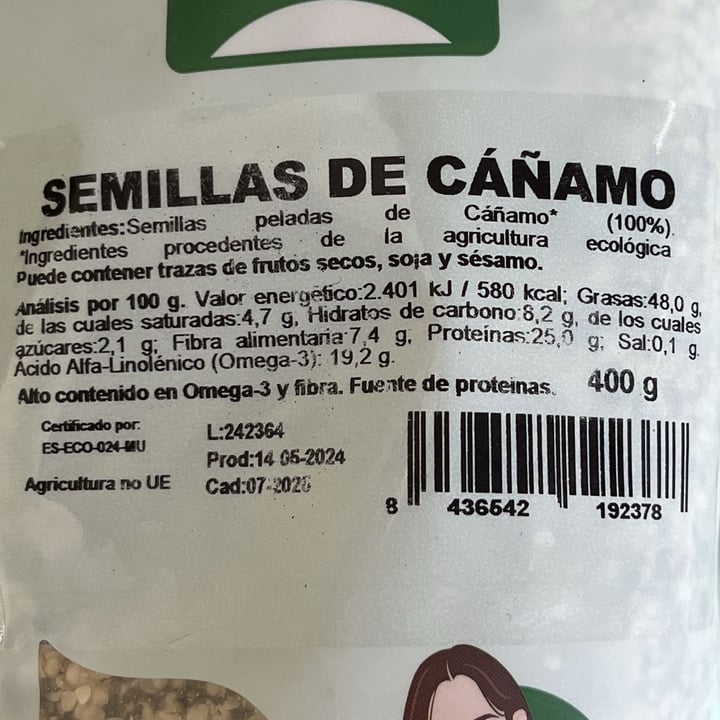 SEMILLAS DE CÁÑAMO
Ingredientes:Semillas peladas de Cáñamo* (100%).
*Ingredientes procedentes de la agricultura ecológica
Puede contener trazas de frutos secos, soja y sésamo.
Análisis por 100 g. Valor energético:2.401 kJ / 580 kcal; Grasas:48,0 g,
de las cuales saturadas:4,7 g, Hidratos de carbono:8,2 g, de los cuales
azúcares:2,1 g; Fibra alimentaria:7,4 g, Proteínas:25,0 g; Sal:0,1 g.
Ácido Alfa-Linolénico (Omega-3): 19,2 g.
Alto contenido en Omega-3 y fibra. Fuente de proteinas. 400 g
Certificado por:
ES-ECO-024-MU
Agricultura no UE
L:242364
Prod:14 05-2024
8 436542 192378